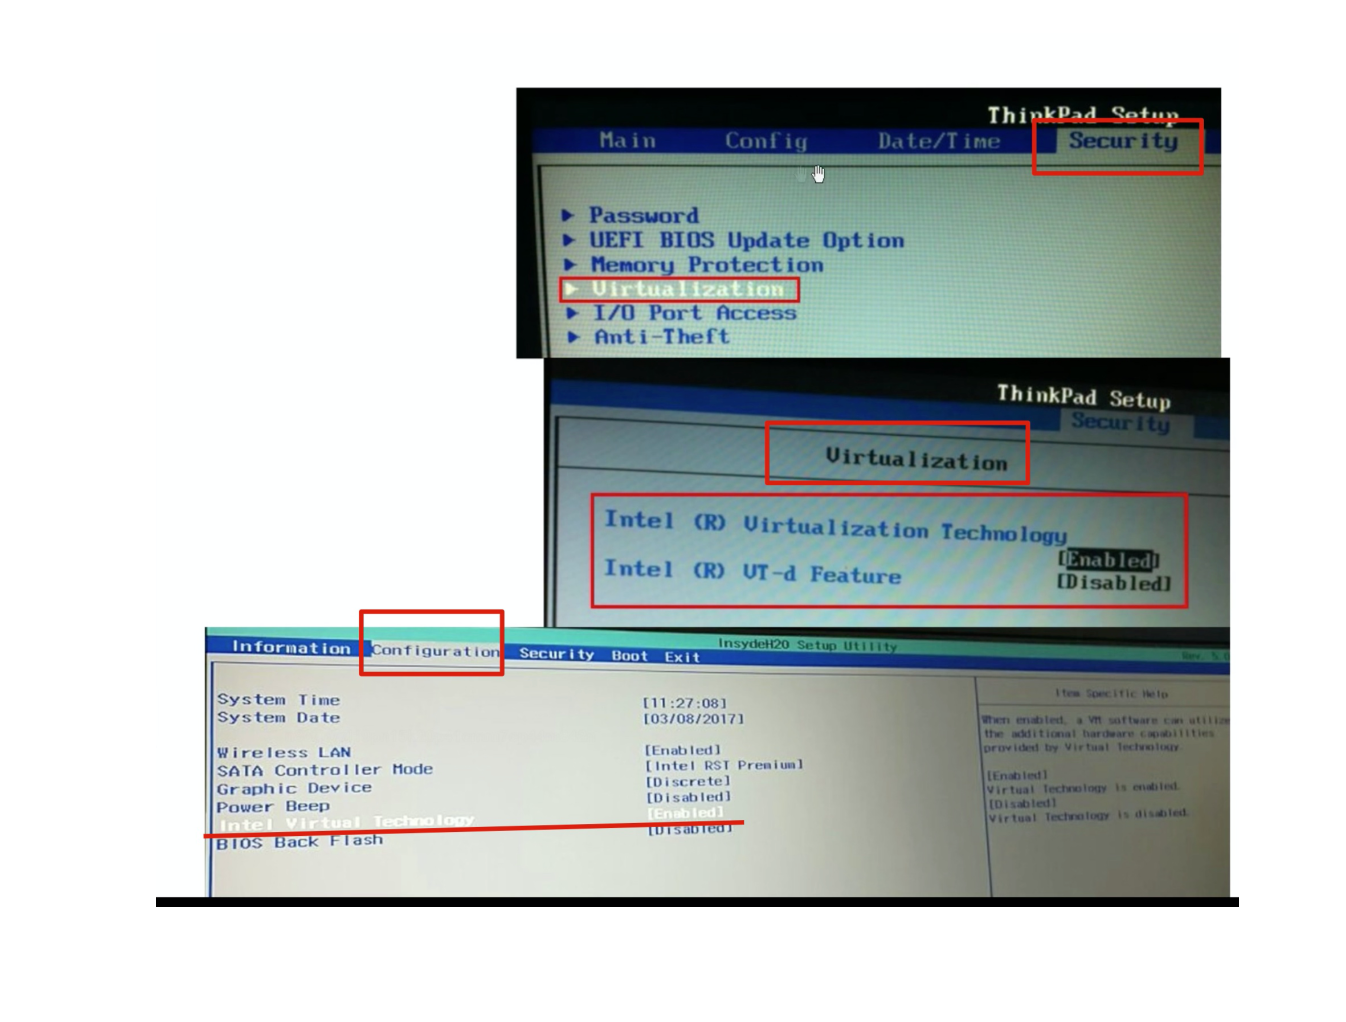 ThinkPad Setup
Main Config Date/Time Security
Password
UEFI BIOS Update Option
Memory Protection
Virtualization
I/O Port Access
Anti-Theft
ThinkPad Setup
Security
Virtualization
Intel (R) Virtualization Technology
[Enabled]
Intel (R) VT-d Feature
[Disabled]
InsydeH20 Setup Utility
Rev. 5.0
Information Configuration Security Boot Exit
System Time [11:27:08]
System Date [03/08/2017]
Wireless LAN [Enabled]
SATA Controller Mode [Intel RST Premium]
Graphic Device [Discrete]
Power Beep [Disabled]
Intel Virtual Technology [Enabled]
BIOS Back Flash [Disabled]
Item Specific Help
When enabled, a VM software can utilize
the additional hardware capabilities
provided by Virtual Technology.
[Enabled]
Virtual Technology is enabled.
[Disabled]
Virtual Technology is disabled.